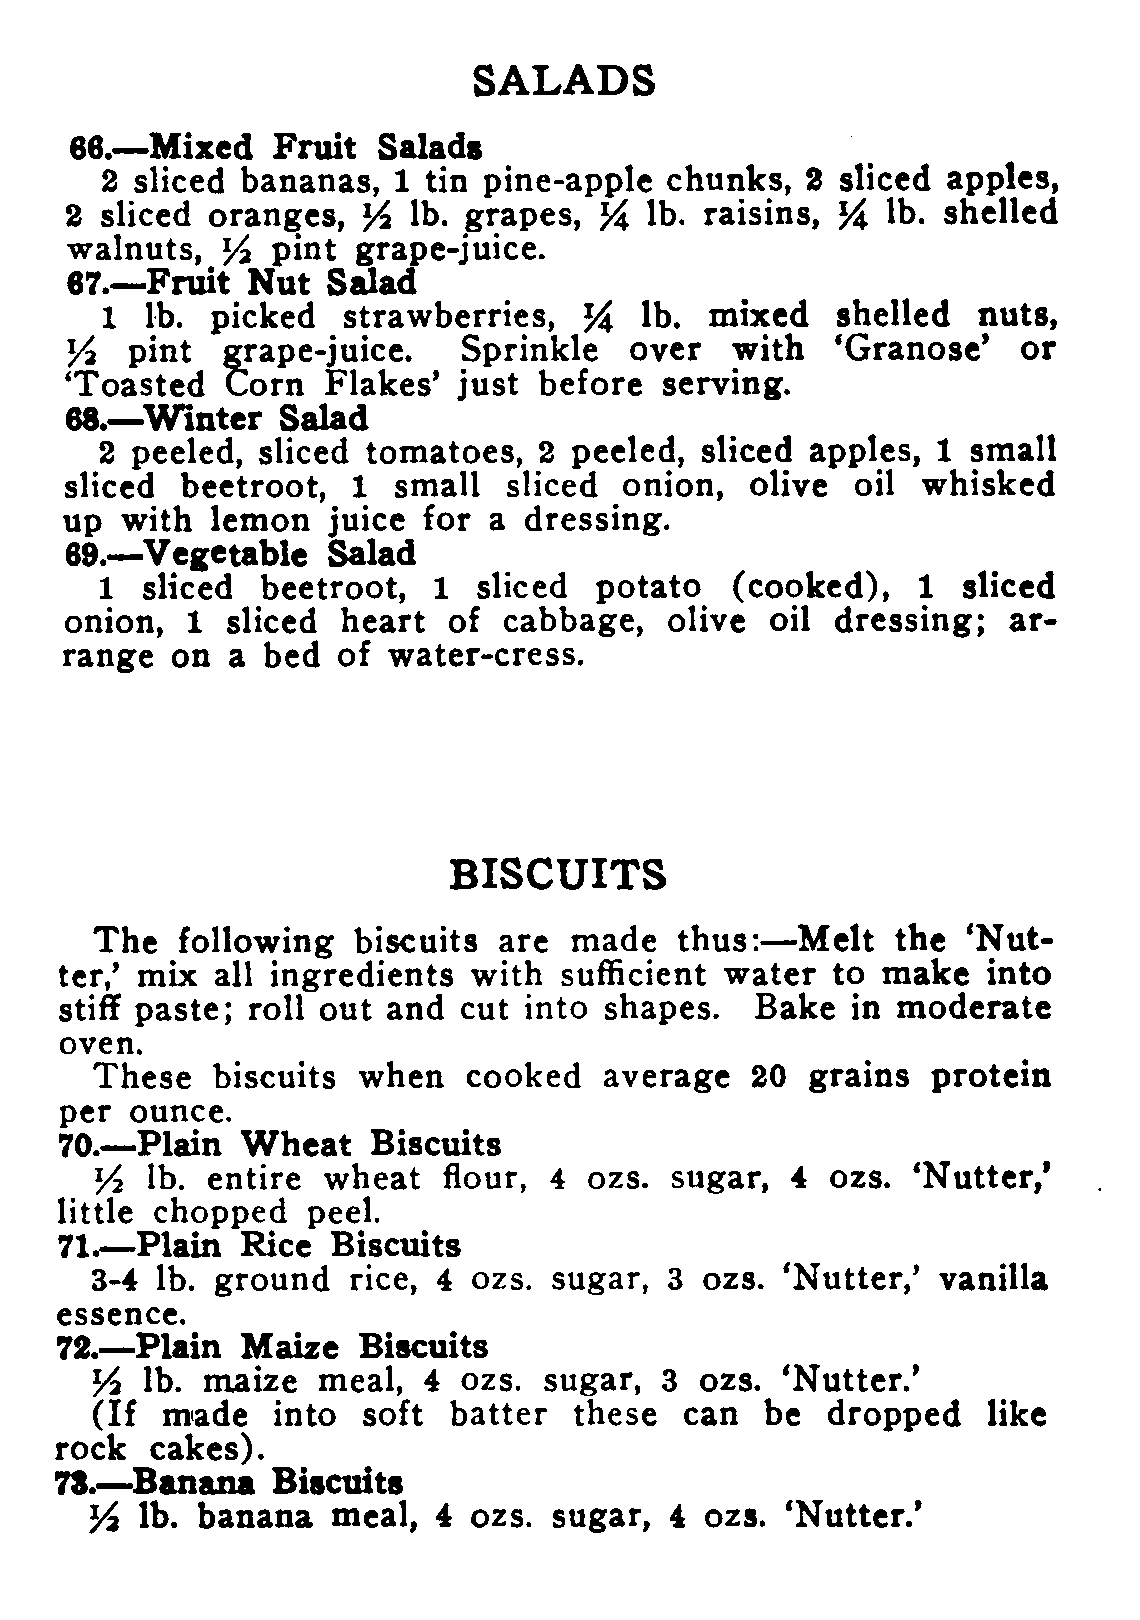 SALADS
66.—Mixed Fruit Salads
2 sliced bananas, 1 tin pine-apple chunks, 2 sliced apples,
2 sliced oranges, ½ lb. grapes, ¼ lb. raisins, ¼ lb. shelled
walnuts, ½ pint grape-juice.
67.—Fruit Nut Salad
1 lb. picked strawberries, ¼ lb. mixed shelled nuts,
½ pint grape-juice. Sprinkle over with ‘Granose’ or
‘Toasted Corn Flakes’ just before serving.
68.—Winter Salad
2 peeled, sliced tomatoes, 2 peeled, sliced apples, 1 small
sliced beetroot, 1 small sliced onion, olive oil whisked
up with lemon juice for a dressing.
69.—Vegetable Salad
1 sliced beetroot, 1 sliced potato (cooked), 1 sliced
onion, 1 sliced heart of cabbage, olive oil dressing; ar-
range on a bed of water-cress.
BISCUITS
The following biscuits are made thus:—Melt the ‘Nut-
ter,’ mix all ingredients with sufficient water to make into
stiff paste; roll out and cut into shapes. Bake in moderate
oven.
These biscuits when cooked average 20 grains protein
per ounce.
70.—Plain Wheat Biscuits
½ lb. entire wheat flour, 4 ozs. sugar, 4 ozs. ‘Nutter,’
little chopped peel.
71.—Plain Rice Biscuits
3-4 lb. ground rice, 4 ozs. sugar, 3 ozs. ‘Nutter,’ vanilla
essence.
72.—Plain Maize Biscuits
½ lb. maize meal, 4 ozs. sugar, 3 ozs. ‘Nutter.’
(If made into soft batter these can be dropped like
rock cakes).
73.—Banana Biscuits
½ lb. banana meal, 4 ozs. sugar, 4 ozs. ‘Nutter.’